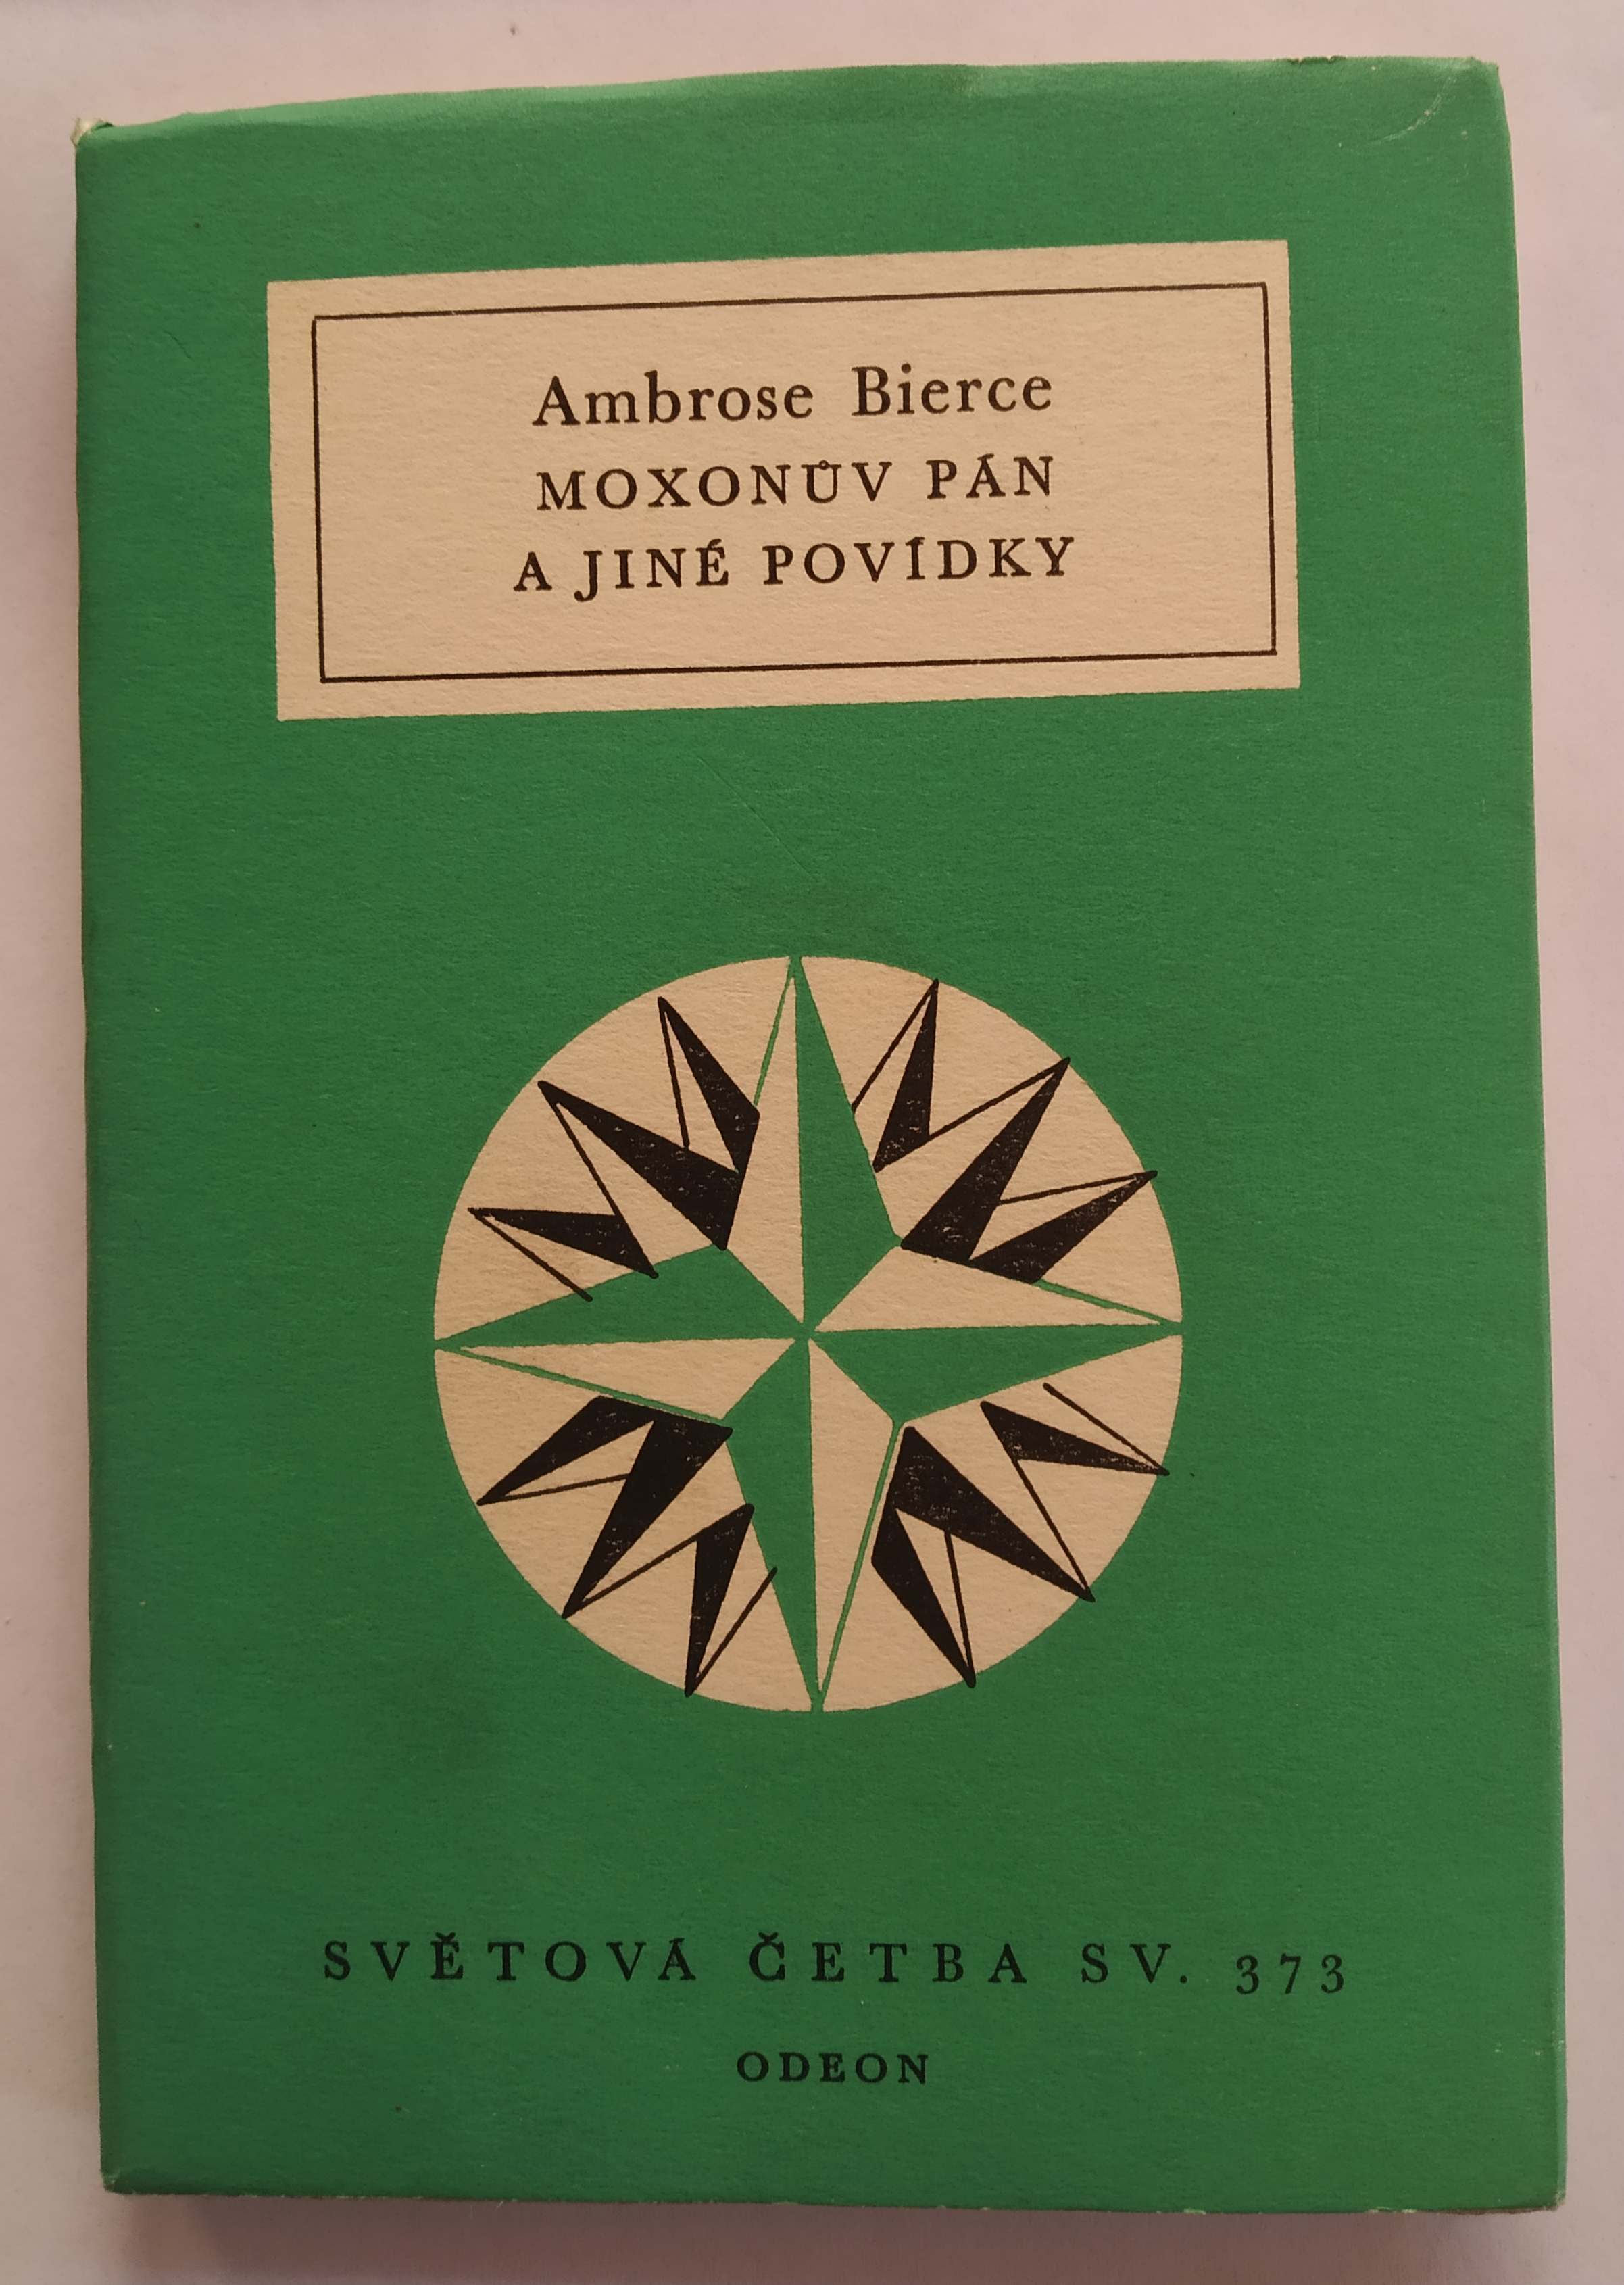 Ambrose Bierce
MOXONŮV PÁN
A JINÉ POVÍDKY
SVĚTOVÁ ČETBA SV. 373
ODEON